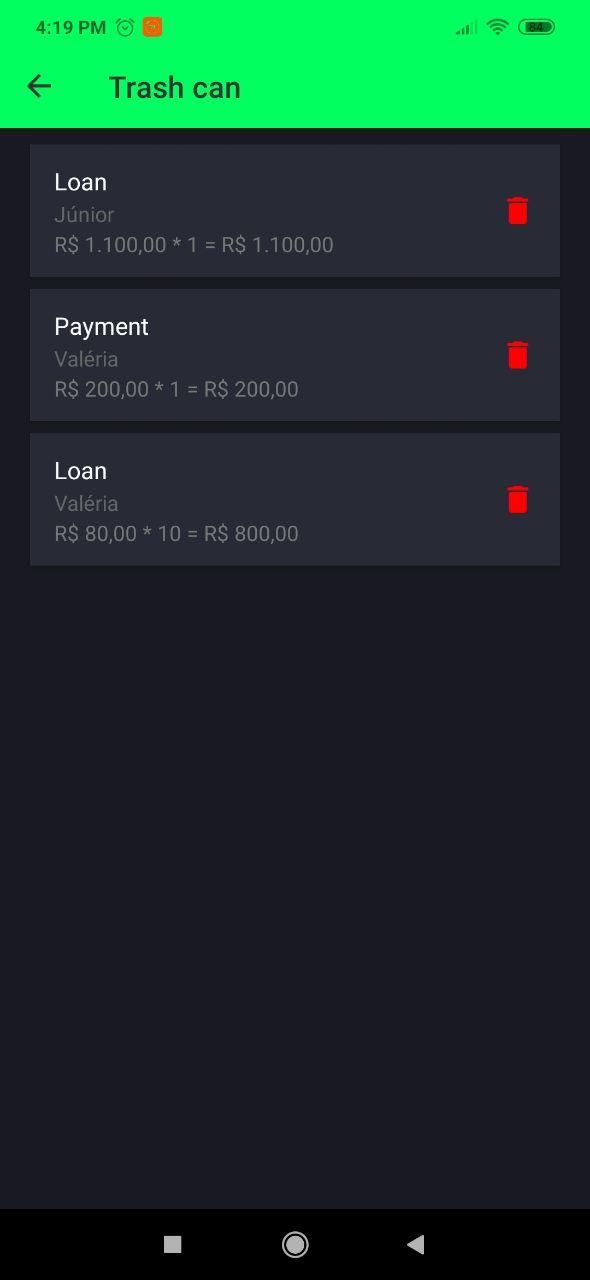 4:19 PM 84
Trash can
Loan
Júnior
R$ 1.100,00 * 1 = R$ 1.100,00
Payment
Valéria
R$ 200,00 * 1 = R$ 200,00
Loan
Valéria
R$ 80,00 * 10 = R$ 800,00